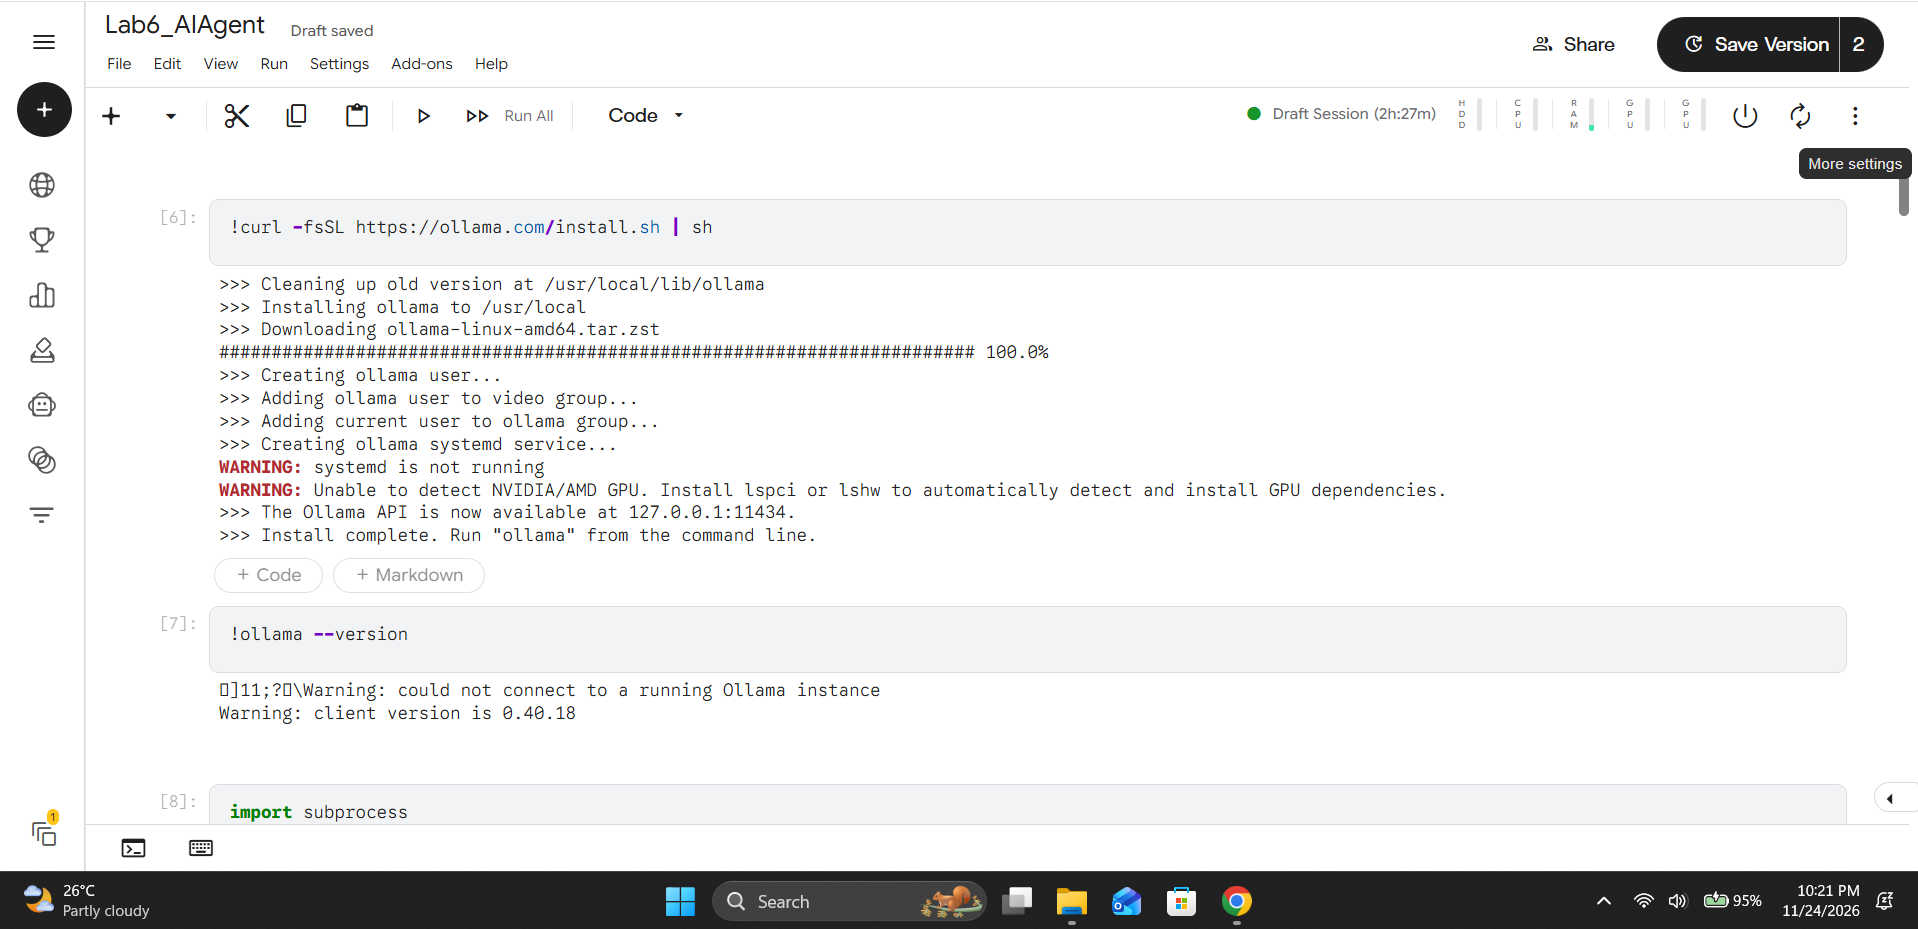 Lab6_AIAgent
Draft saved
File Edit View Run Settings Add-ons Help
Share
Save Version 2
Run All
Code
Draft Session (2h:27m)
HDD
CPU
RAM
GPU
GPU
More settings
[6]:
!curl -fsSL https://ollama.com/install.sh | sh
>>> Cleaning up old version at /usr/local/lib/ollama
>>> Installing ollama to /usr/local
>>> Downloading ollama-linux-amd64.tar.zst
######################################################################## 100.0%
>>> Creating ollama user...
>>> Adding ollama user to video group...
>>> Adding current user to ollama group...
>>> Creating ollama systemd service...
WARNING: systemd is not running
WARNING: Unable to detect NVIDIA/AMD GPU. Install lspci or lshw to automatically detect and install GPU dependencies.
>>> The Ollama API is now available at 127.0.0.1:11434.
>>> Install complete. Run "ollama" from the command line.
+ Code + Markdown
[7]:
!ollama --version
]11;?\Warning: could not connect to a running Ollama instance
Warning: client version is 0.40.18
[8]:
import subprocess
1
26°C
Partly cloudy
Search
95%
10:21 PM
11/24/2026